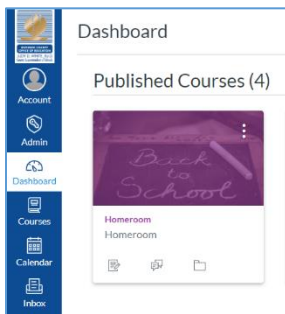 Dashboard
Published Courses (4)
Account
Admin
Dashboard
Courses
Calendar
Inbox
Back
to
School
Homeroom
Homeroom